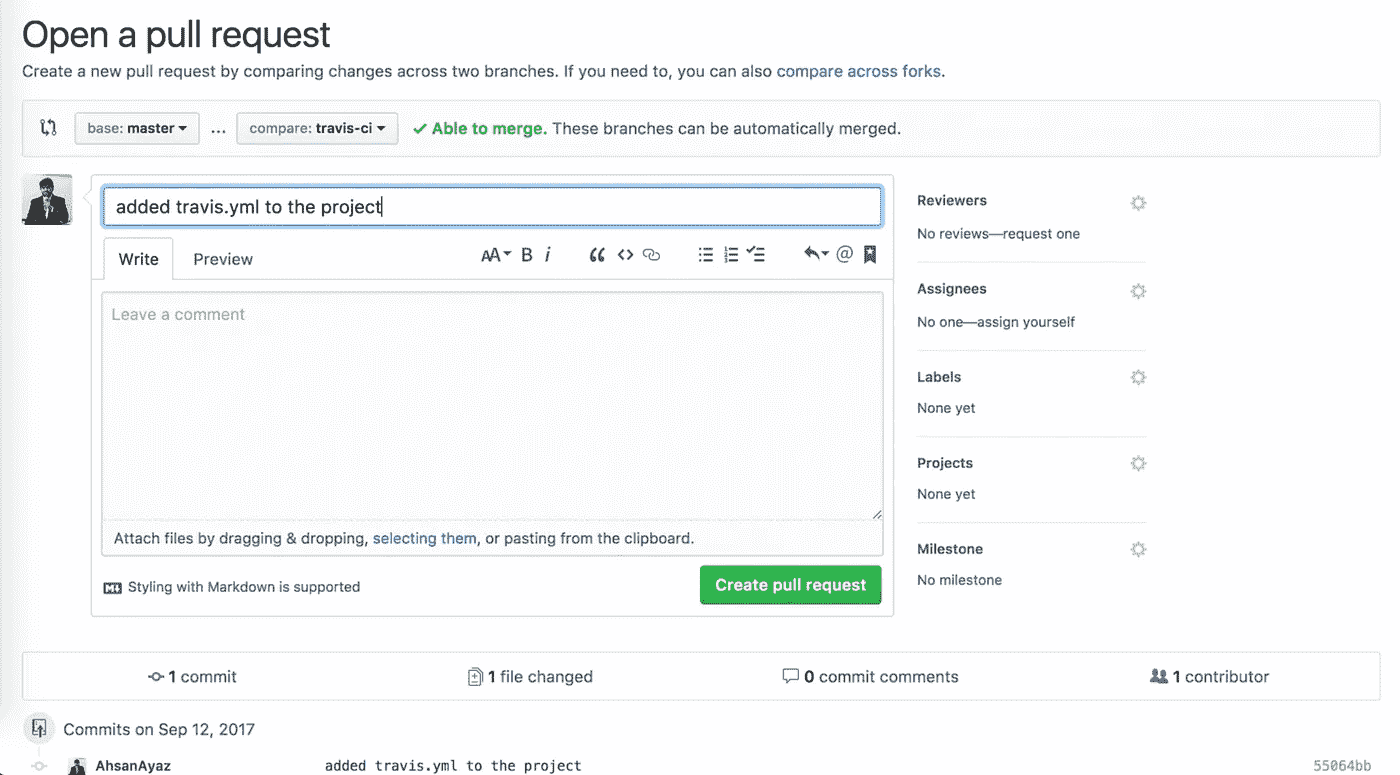 Open a pull request
Create a new pull request by comparing changes across two branches. If you need to, you can also compare across forks.
base: master ... compare: travis-ci Able to merge. These branches can be automatically merged.
added travis.yml to the project
Write Preview AA B i
Leave a comment
Attach files by dragging & dropping, selecting them, or pasting from the clipboard.
Styling with Markdown is supported
Create pull request
Reviewers
No reviews—request one
Assignees
No one—assign yourself
Labels
None yet
Projects
None yet
Milestone
No milestone
1 commit 1 file changed 0 commit comments 1 contributor
Commits on Sep 12, 2017
AhsanAyaz added travis.yml to the project 55064bb